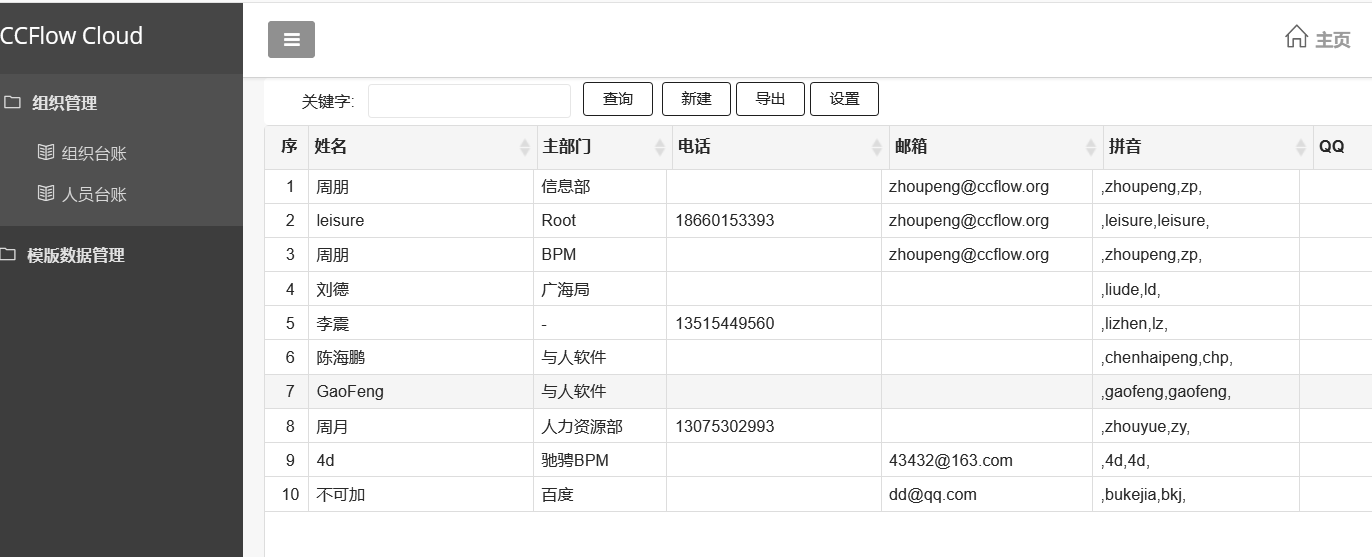 CCFlow Cloud
主页
组织管理
组织台账
人员台账
模版数据管理
关键字: 查询 新建 导出 设置
序 姓名 主部门 电话 邮箱 拼音 QQ
1 周朋 信息部 zhoupeng@ccflow.org ,zhoupeng,zp,
2 leisure Root 18660153393 zhoupeng@ccflow.org ,leisure,leisure,
3 周朋 BPM zhoupeng@ccflow.org ,zhoupeng,zp,
4 刘德 广海局 ,liude,ld,
5 李震 - 13515449560 ,lizhen,lz,
6 陈海鹏 与人软件 ,chenhaipeng,chp,
7 GaoFeng 与人软件 ,gaofeng,gaofeng,
8 周月 人力资源部 13075302993 ,zhouyue,zy,
9 4d 驰骋BPM 43432@163.com ,4d,4d,
10 不可加 百度 dd@qq.com ,bukejia,bkj,